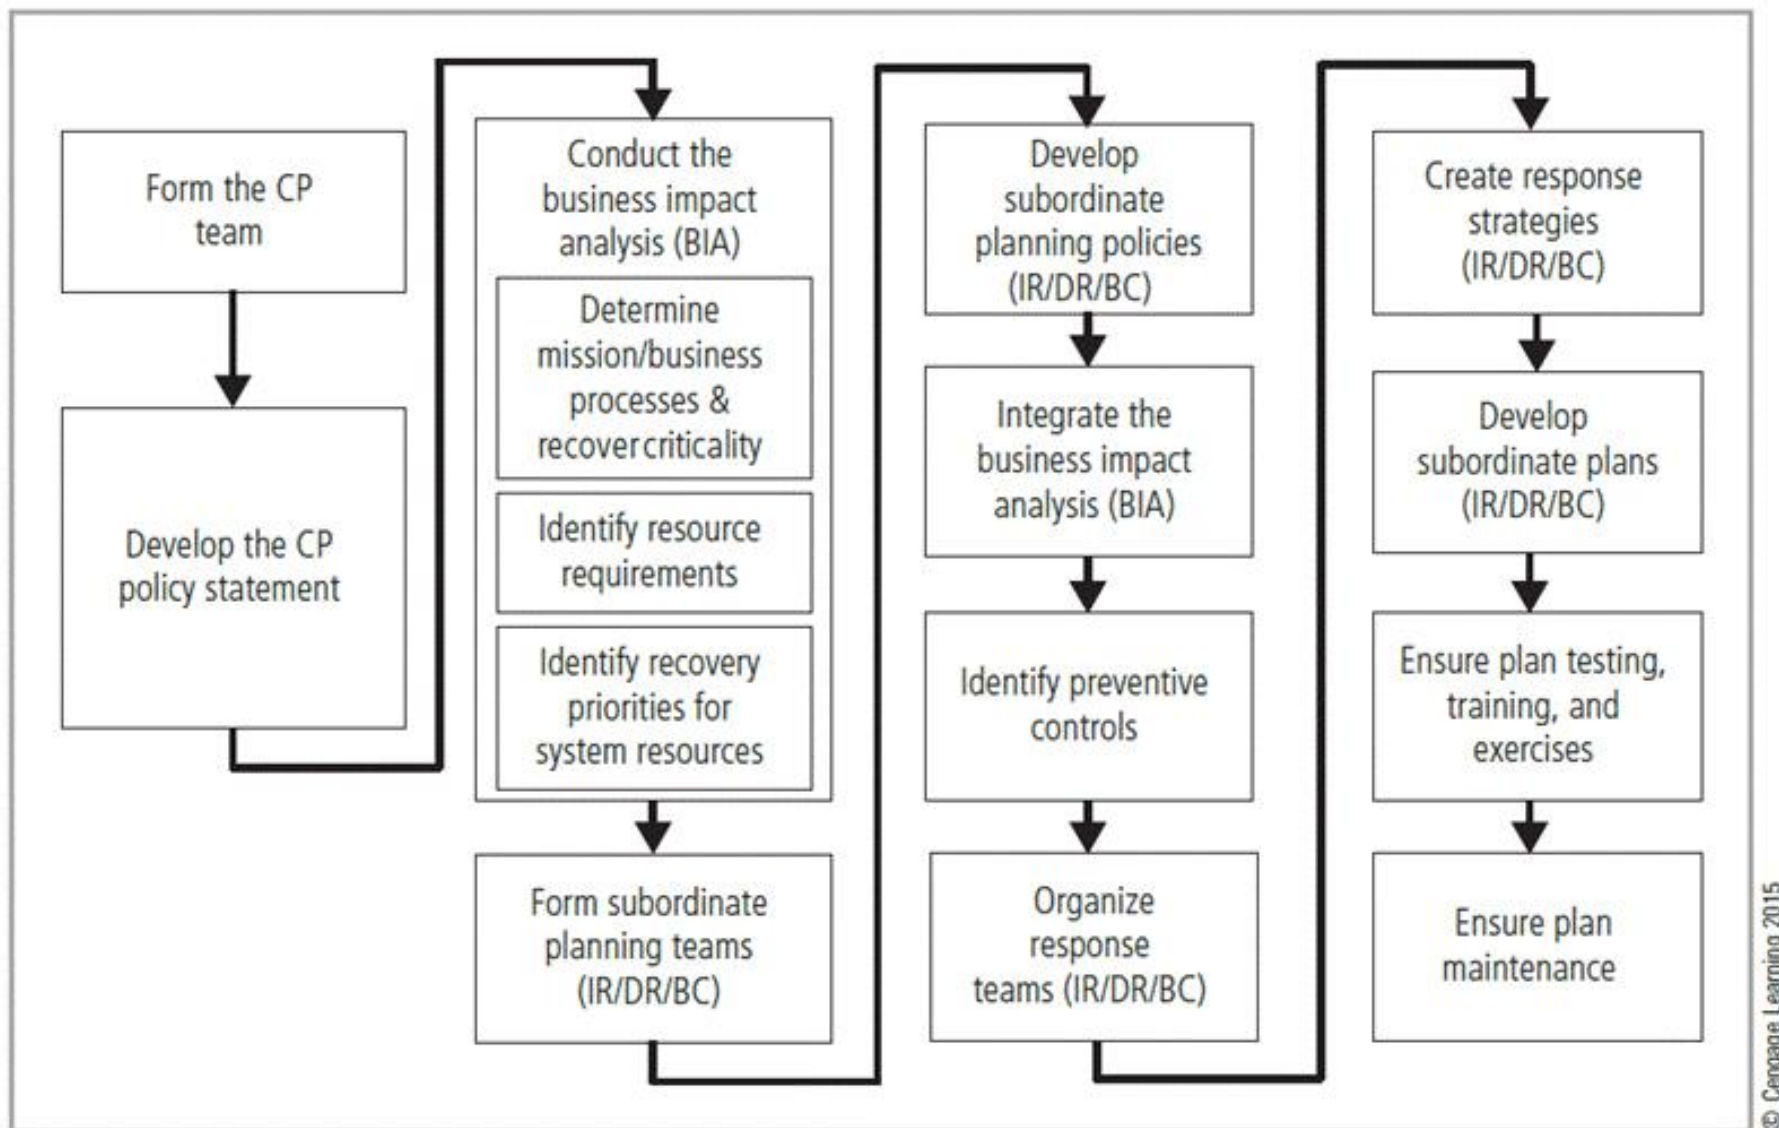 Form the CP
team
Develop the CP
policy statement
Conduct the
business impact
analysis (BIA)
Determine
mission/business
processes &
recover criticality
Identify resource
requirements
Identify recovery
priorities for
system resources
Form subordinate
planning teams
(IR/DR/BC)
Develop
subordinate
planning policies
(IR/DR/BC)
Integrate the
business impact
analysis (BIA)
Identify preventive
controls
Organize
response
teams (IR/DR/BC)
Create response
strategies
(IR/DR/BC)
Develop
subordinate plans
(IR/DR/BC)
Ensure plan testing,
training, and
exercises
Ensure plan
maintenance
© Cengage Learning 2015